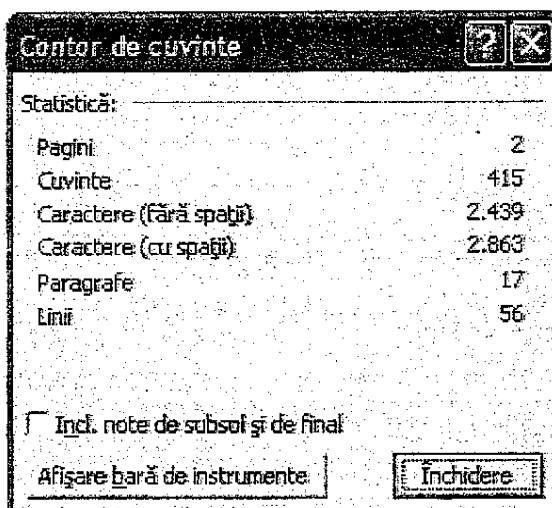 Contor de cuvinte
Statistică:
Pagini 2
Cuvinte 415
Caractere (fără spații) 2.439
Caractere (cu spații) 2.863
Paragrafe 17
Linii 56
Incl. note de subsol și de final
Afișare bară de instrumente
Închidere